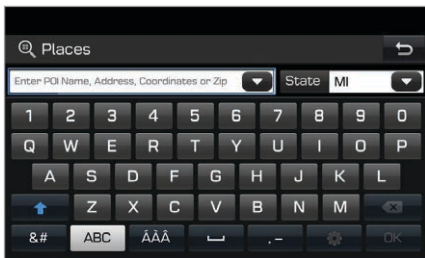 Places
Enter POI Name, Address, Coordinates or Zip State MI
1 2 3 4 5 6 7 8 9 0
Q W E R T Y U I O P
A S D F G H J K L
Z X C V B N M
&# ABC ÁÀÂ .- OK